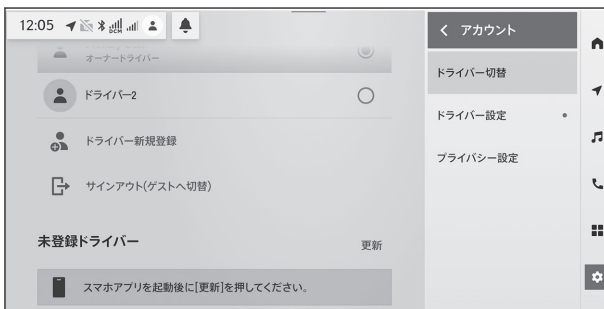 12:05
DCM
アカウント
オーナードライバー
ドライバー切替
ドライバー2
ドライバー設定
ドライバー新規登録
プライバシー設定
サインアウト(ゲストへ切替)
未登録ドライバー
更新
スマホアプリを起動後に[更新]を押してください。